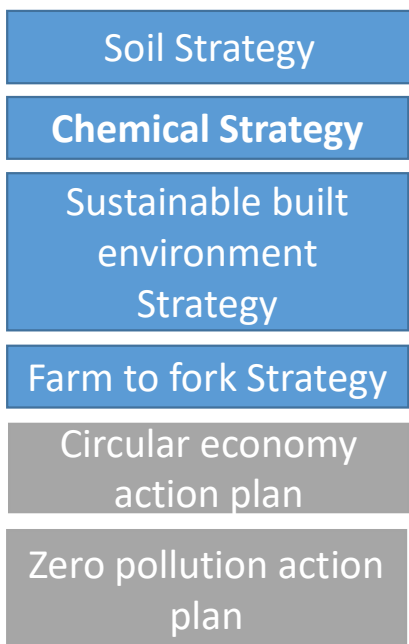 Soil Strategy
Chemical Strategy
Sustainable built
environment
Strategy
Farm to fork Strategy
Circular economy
action plan
Zero pollution action
plan